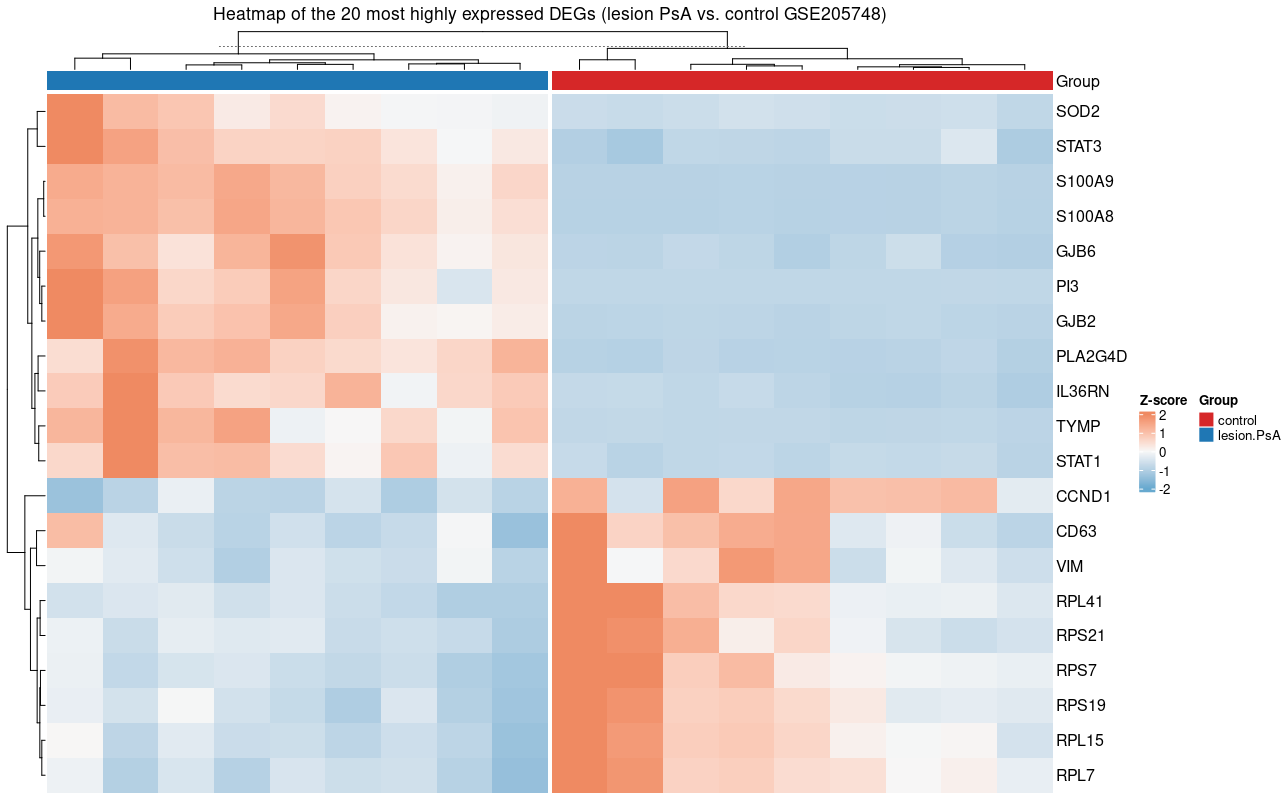 Heatmap of the 20 most highly expressed DEGs (lesion PsA vs. control GSE205748)
Group
SOD2
STAT3
S100A9
S100A8
GJB6
PI3
GJB2
PLA2G4D
IL36RN
TYMP
STAT1
CCND1
CD63
VIM
RPL41
RPS21
RPS7
RPS19
RPL15
RPL7
Z-score
2
1
0
-1
-2
Group
control
lesion.PsA